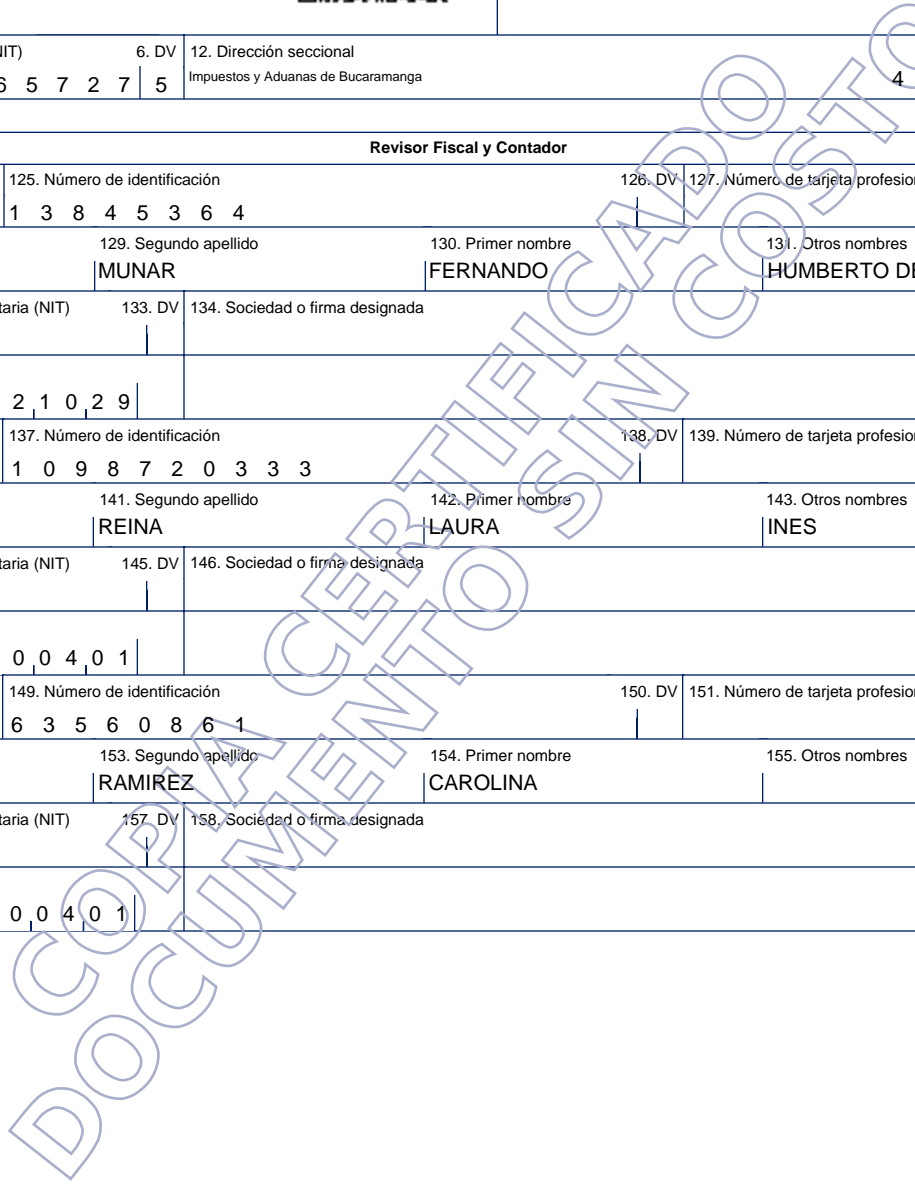 NIT) 6. DV 12. Dirección seccional
6 5 7 2 7 5 Impuestos y Aduanas de Bucaramanga 4
Revisor Fiscal y Contador
125. Número de identificación 126. DV 127. Número de tarjeta profesion
1 3 8 4 5 3 6 4
129. Segundo apellido 130. Primer nombre 131. Otros nombres
MUNAR FERNANDO HUMBERTO DE
taria (NIT) 133. DV 134. Sociedad o firma designada
2 1 0 2 9
137. Número de identificación 138. DV 139. Número de tarjeta profesion
1 0 9 8 7 2 0 3 3 3
141. Segundo apellido 142. Primer nombre 143. Otros nombres
REINA LAURA INES
taria (NIT) 145. DV 146. Sociedad o firma designada
0 0 4 0 1
149. Número de identificación 150. DV 151. Número de tarjeta profesion
6 3 5 6 0 8 6 1
153. Segundo apellido 154. Primer nombre 155. Otros nombres
RAMIREZ CAROLINA
taria (NIT) 157. DV 158. Sociedad o firma designada
0 0 4 0 1
COPIA CERTIFICADO
DOCUMENTO SIN COSTO